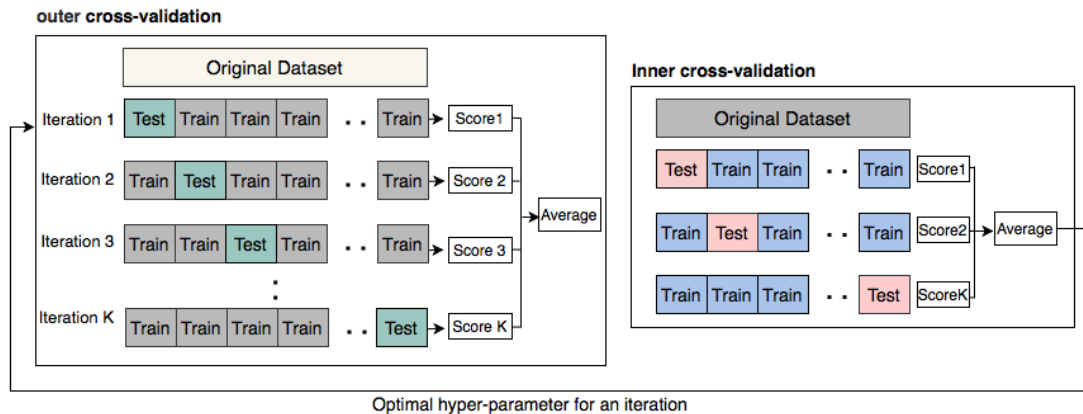 outer cross-validation
Original Dataset
Iteration 1 Test Train Train Train . . Train Score1
Iteration 2 Train Test Train Train . . Train Score 2
Average
Iteration 3 Train Train Test Train . . Train Score 3
Iteration K Train Train Train Train . . Test Score K
Inner cross-validation
Original Dataset
Test Train Train . . Train Score1
Train Test Train . . Train Score2 Average
Train Train Train . . Test ScoreK
Optimal hyper-parameter for an iteration